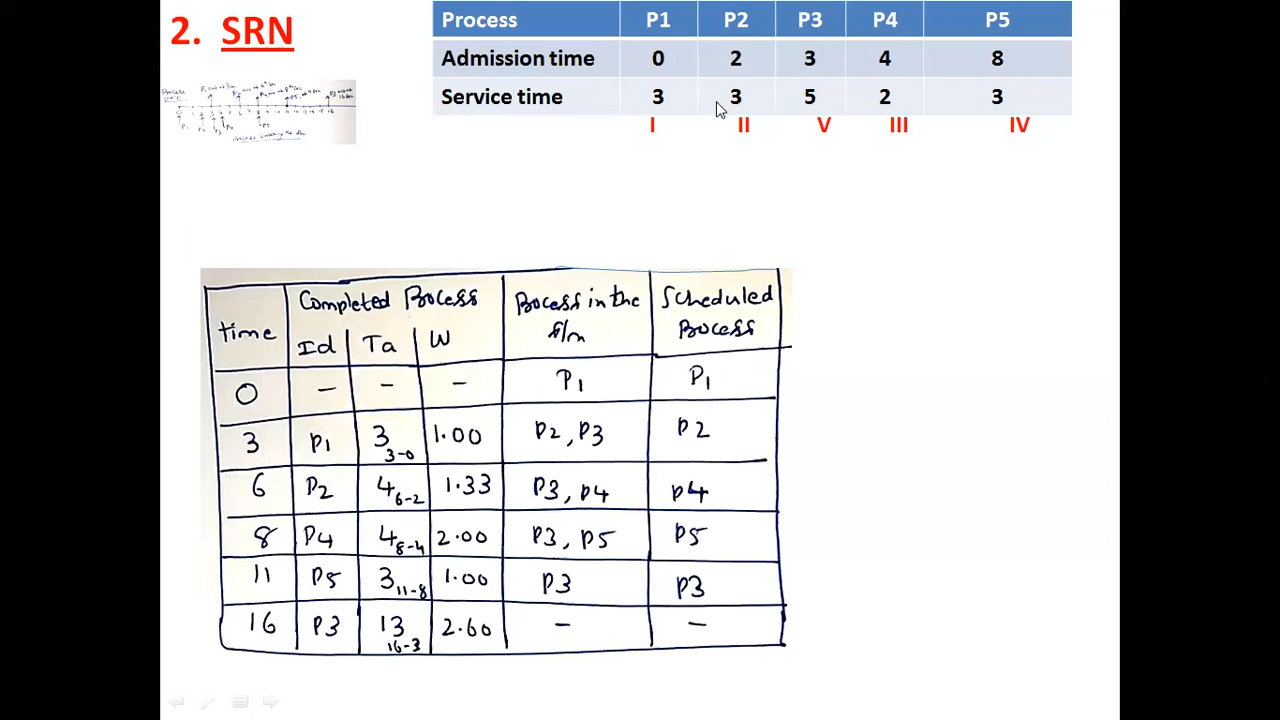 2. SRN
Process P1 P2 P3 P4 P5
Admission time 0 2 3 4 8
Service time 3 3 5 2 3
I II V III IV
time Completed Process Process in the s/m Scheduled Process
Id Ta W
0 – – – P1 P1
3 P1 3 3-0 1.00 P2, P3 P2
6 P2 4 6-2 1.33 P3, P4 P4
8 P4 4 8-4 2.00 P3, P5 P5
11 P5 3 11-8 1.00 P3 P3
16 P3 13 16-3 2.60 – –